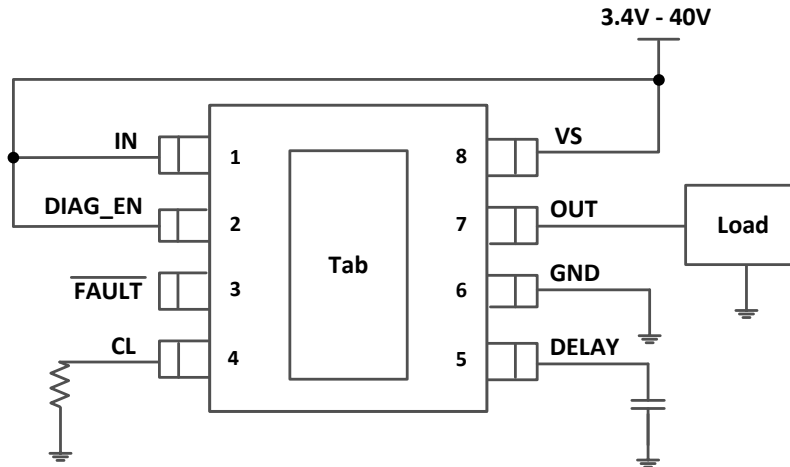 3.4V - 40V
IN
1
8
VS
DIAG_EN
2
7
OUT
Load
Tab
FAULT
3
6
GND
CL
4
5
DELAY